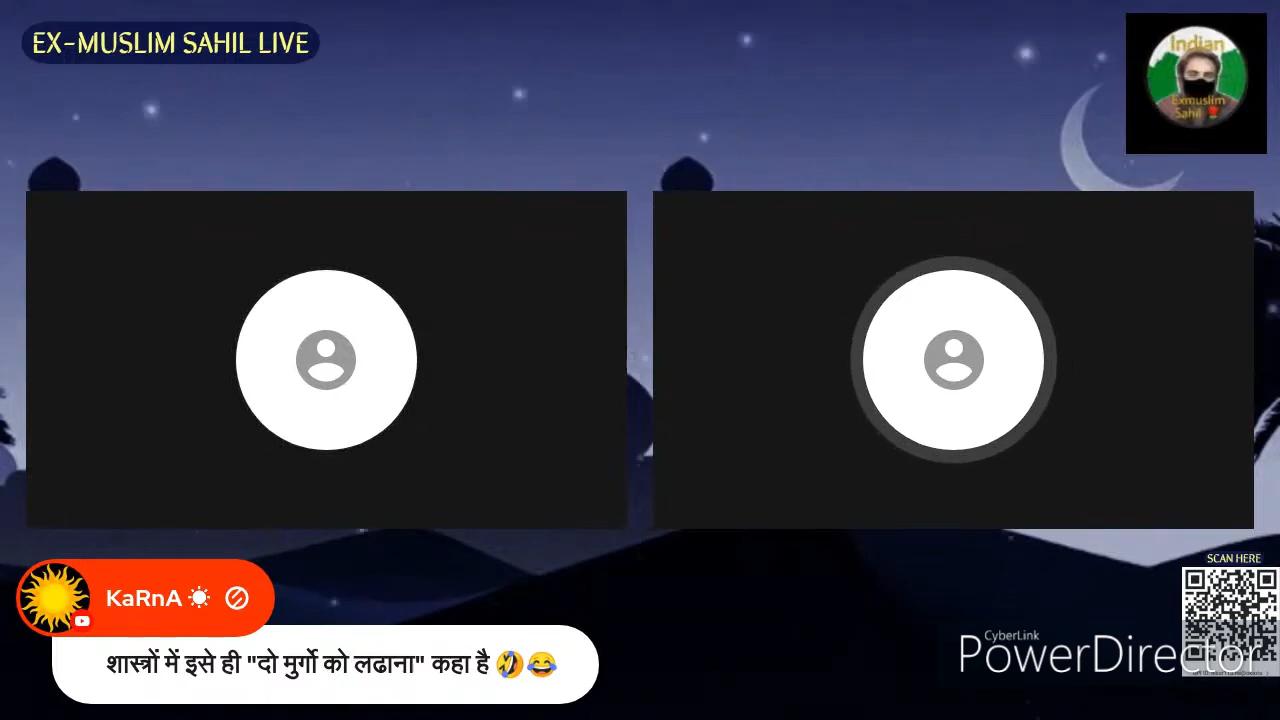 EX-MUSLIM SAHIL LIVE
Indian
Exmuslim
Sahil
SCAN HERE
KaRnA
शास्त्रों में इसे ही "दो मुर्गो को लढाना" कहा है 🤣😂
CyberLink
PowerDirector